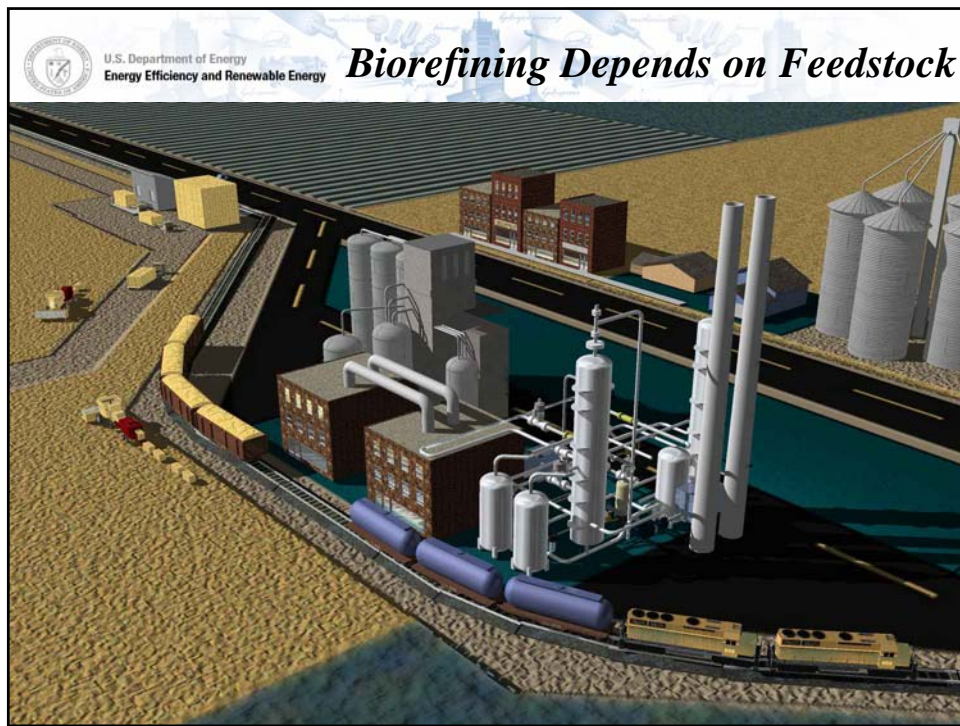 U.S. Department of Energy
Energy Efficiency and Renewable Energy
Biorefining Depends on Feedstock